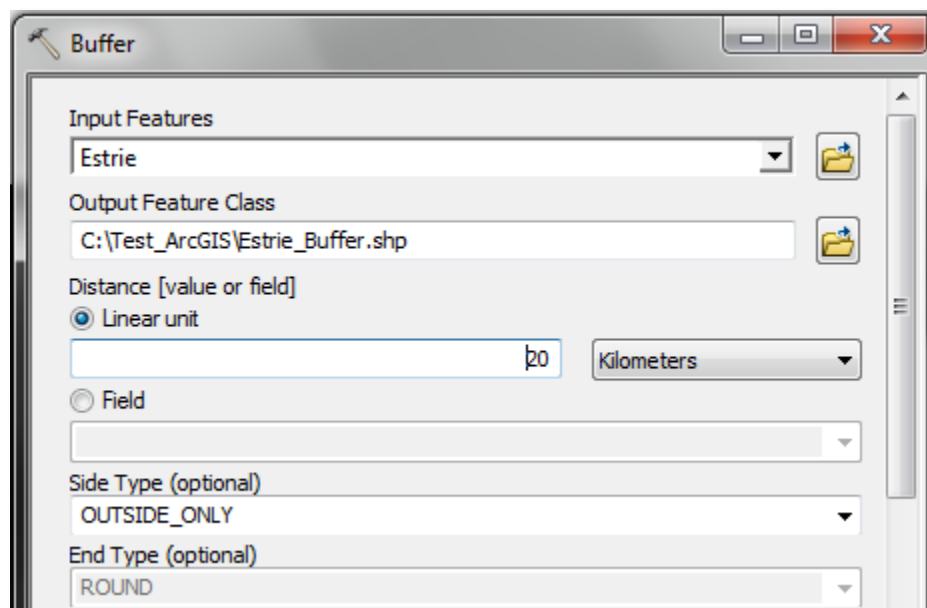 Buffer
Input Features
Estrie
Output Feature Class
C:\Test_ArcGIS\Estrie_Buffer.shp
Distance [value or field]
Linear unit
20 Kilometers
Field
Side Type (optional)
OUTSIDE_ONLY
End Type (optional)
ROUND